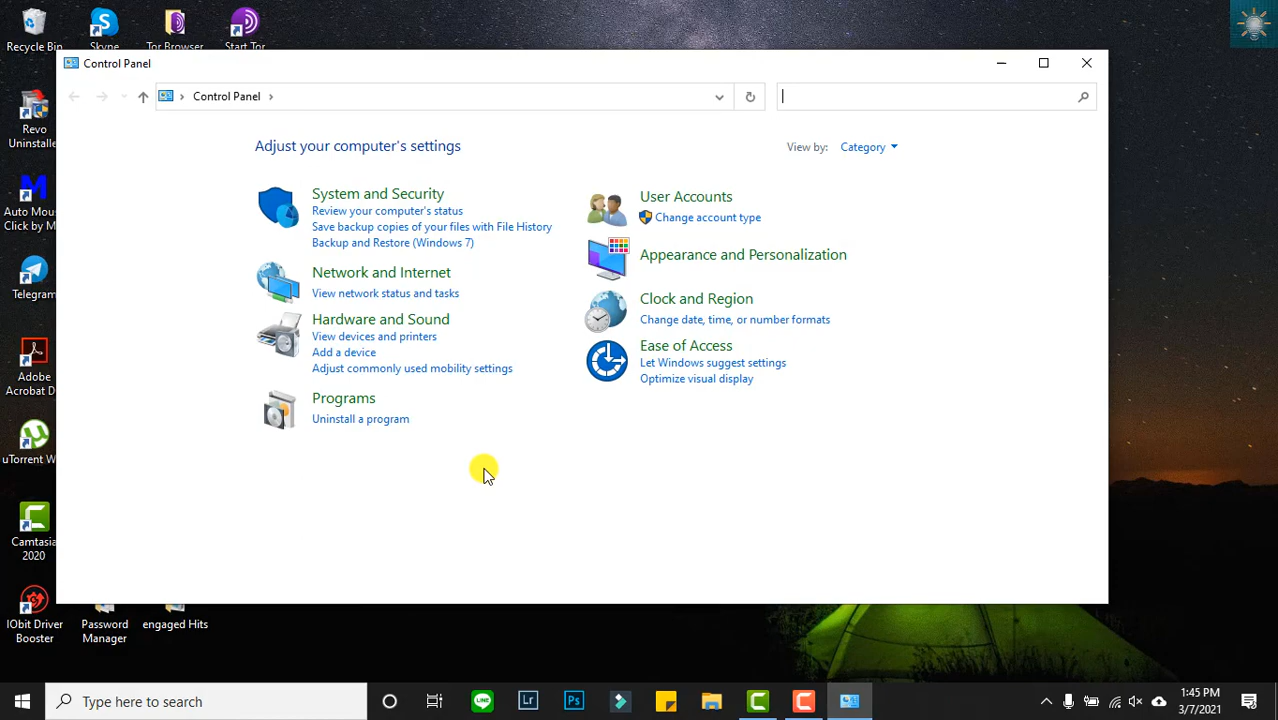 Recycle Bin
Skype
Tor Browser
Start Tor
Control Panel
Control Panel
Adjust your computer's settings
View by: Category
System and Security
Review your computer's status
Save backup copies of your files with File History
Backup and Restore (Windows 7)
Network and Internet
View network status and tasks
Hardware and Sound
View devices and printers
Add a device
Adjust commonly used mobility settings
Programs
Uninstall a program
User Accounts
Change account type
Appearance and Personalization
Clock and Region
Change date, time, or number formats
Ease of Access
Let Windows suggest settings
Optimize visual display
Revo
Uninstaller
Auto Mous
Click by M
Telegram
Adobe
Acrobat D
uTorrent W
Camtasia
2020
IObit Driver
Booster
Password
Manager
engaged Hits
Type here to search
Lr
Ps
1:45 PM
3/7/2021